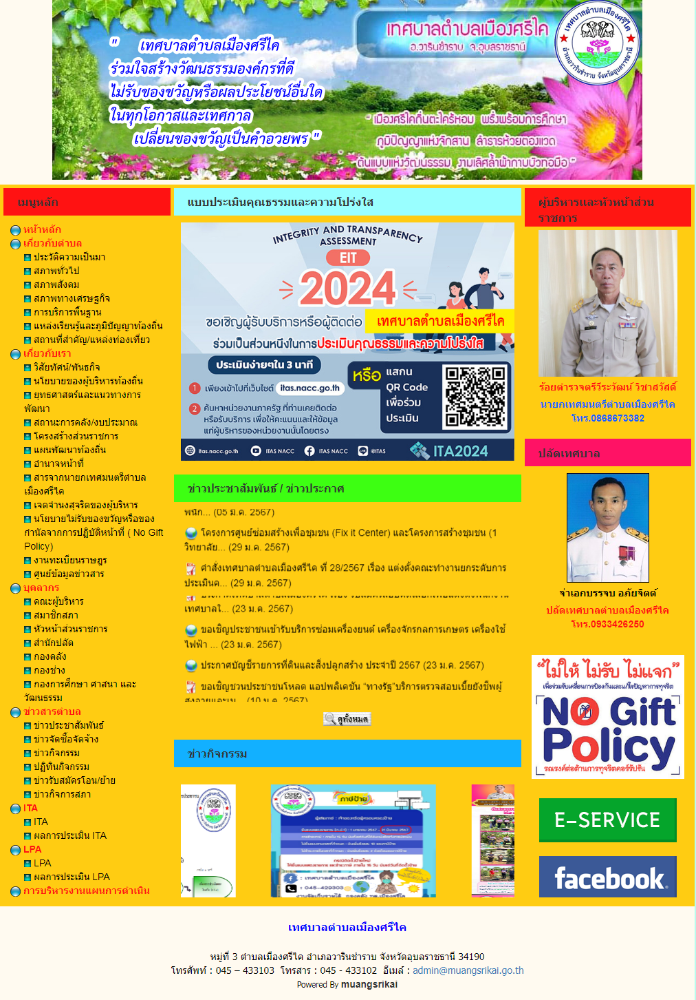 " เทศบาลตำบลเมืองศรีไค
ร่วมใจสร้างวัฒนธรรมองค์กรที่ดี
ไม่รับของขวัญหรือผลประโยชน์อื่นใด
ในทุกโอกาสและเทศกาล
เปลี่ยนของขวัญเป็นคำอวยพร "
เทศบาลตำบลเมืองศรีไค
อ.วารินชำราบ จ.อุบลราชธานี
เทศบาลตำบลเมืองศรีไค
อำเภอวารินชำราบ จังหวัดอุบลราชธานี
" เมืองศรีไคถิ่นตะไคร้หอม พรั่งพร้อมการศึกษา
ภูมิปัญญาแห่งจักสาน ลำธารห้วยตองแวด
ต้นแบบแห่งวัฒนธรรม งามเลิศล้ำผ้ากาบบัวทอมือ "
เมนูหลัก
หน้าหลัก
เกี่ยวกับตำบล
ประวัติความเป็นมา
สภาพทั่วไป
สภาพสังคม
สภาพทางเศรษฐกิจ
การบริการพื้นฐาน
แหล่งเรียนรู้และภูมิปัญญาท้องถิ่น
สถานที่สำคัญ/แหล่งท่องเที่ยว
เกี่ยวกับเรา
วิสัยทัศน์/พันธกิจ
นโยบายของผู้บริหารท้องถิ่น
ยุทธศาสตร์และแนวทางการ
พัฒนา
สถานะการคลัง/งบประมาณ
โครงสร้างส่วนราชการ
แผนพัฒนาท้องถิ่น
อำนาจหน้าที่
สารจากนายกเทศมนตรีตำบล
เมืองศรีไค
เจตจำนงสุจริตของผู้บริหาร
นโยบายไม่รับของขวัญหรือของ
กำนัลจากการปฏิบัติหน้าที่ ( No Gift
Policy)
งานทะเบียนราษฎร
ศูนย์ข้อมูลข่าวสาร
บุคลากร
คณะผู้บริหาร
สมาชิกสภา
หัวหน้าส่วนราชการ
สำนักปลัด
กองคลัง
กองช่าง
กองการศึกษา ศาสนา และ
วัฒนธรรม
ข่าวสารตำบล
ข่าวประชาสัมพันธ์
ข่าวจัดซื้อจัดจ้าง
ข่าวกิจกรรม
ปฏิทินกิจกรรม
ข่าวรับสมัครโอน/ย้าย
ข่าวกิจการสภา
ITA
ITA
ผลการประเมิน ITA
LPA
LPA
ผลการประเมิน LPA
การบริหารงานแผนการดำเนิน
แบบประเมินคุณธรรมและความโปร่งใส
INTEGRITY AND TRANSPARENCY
ASSESSMENT
EIT
2024
ขอเชิญผู้รับบริการหรือผู้ติดต่อ เทศบาลตำบลเมืองศรีไค
ร่วมเป็นส่วนหนึ่งในการประเมินคุณธรรมและความโปร่งใส
ประเมินง่ายๆใน 3 นาที
1 เพียงเข้าไปที่เว็บไซต์ itas.nacc.go.th
2 ค้นหาหน่วยงานภาครัฐ ที่ท่านเคยติดต่อ
หรือรับบริการ เพื่อให้คะแนนและให้ข้อมูล
แก่ผู้บริหารของหน่วยงานนั้นโดยตรง
หรือ
สแกน
QR Code
เพื่อร่วม
ประเมิน
itas.nacc.go.th ITAS NACC ITAS NACC @ITAS ITA2024
ข่าวประชาสัมพันธ์ / ข่าวประกาศ
พนัก... (05 มี.ค. 2567)
โครงการศูนย์ซ่อมสร้างเพื่อชุมชน (Fix it Center) และโครงการสร้างชุมชน (1
วิทยาลัย... (29 ม.ค. 2567)
คำสั่งเทศบาลตำบลเมืองศรีไค ที่ 28/2567 เรื่อง แต่งตั้งคณะทำงานยกระดับการ
ประเมินค... (29 ม.ค. 2567)
เทศบาลใ... (23 ม.ค. 2567)
ขอเชิญประชาชนเข้ารับบริการซ่อมเครื่องยนต์ เครื่องจักรกลการเกษตร เครื่องใช้
ไฟฟ้า ... (23 ม.ค. 2567)
ประกาศบัญชีรายการที่ดินและสิ่งปลูกสร้าง ประจำปี 2567 (23 ม.ค. 2567)
ขอเชิญชวนประชาชนโหลด แอปพลิเคชัน "ทางรัฐ"บริการตรวจสอบเบี้ยยังชีพผู้
สูงอายุและเบ... (10 ม.ค. 2567)
ดูทั้งหมด
ข่าวกิจกรรม
ภาษีป้าย
: เทศบาลตำบลเมืองศรีไค
: 045-429303
ผู้บริหารและหัวหน้าส่วน
ราชการ
ร้อยตำรวจตรีวีระวัฒน์ วิชาสวัสดิ์
นายกเทศมนตรีตำบลเมืองศรีไค
โทร.0868673382
ปลัดเทศบาล
จ่าเอกบรรจบ อภัยจิตต์
ปลัดเทศบาลตำบลเมืองศรีไค
โทร.0933426250
"ไม่ให้ ไม่รับ ไม่แจก"
เพื่อร่วมขับเคลื่อนการป้องกันและแก้ไขปัญหาการทุจริต
NO Gift
Policy
รณรงค์ต่อต้านการทุจริตคอร์รัปชัน
E-SERVICE
facebook.
เทศบาลตำบลเมืองศรีไค
หมู่ที่ 3 ตำบลเมืองศรีไค อำเภอวารินชำราบ จังหวัดอุบลราชธานี 34190
โทรศัพท์ : 045 – 433103 โทรสาร : 045 - 433102 อีเมล์ : admin@muangsrikai.go.th
Powered By muangsrikai